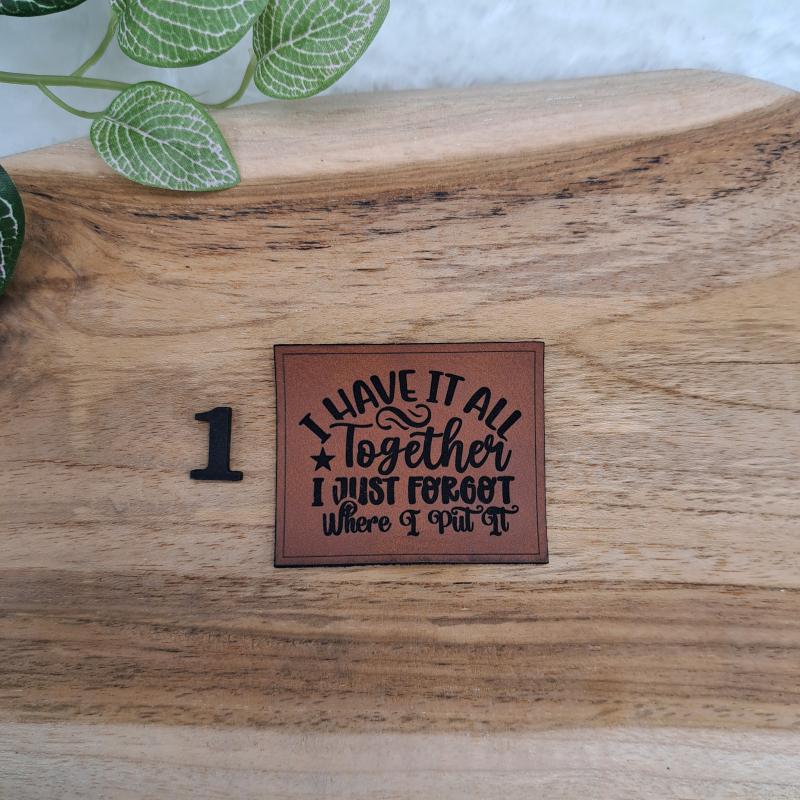 1
I HAVE IT ALL
Together
I JUST FORGOT
Where I Put It